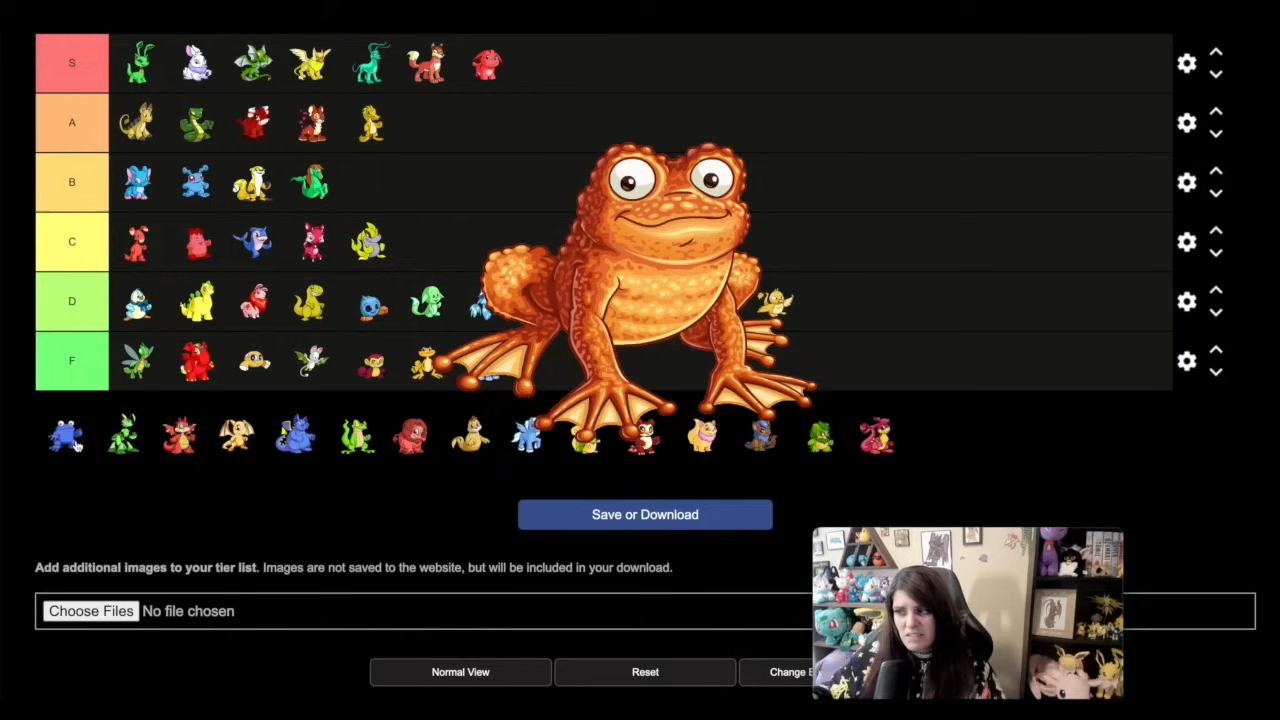 S
A
B
C
D
F
Save or Download
Add additional images to your tier list. Images are not saved to the website, but will be included in your download.
Choose Files No file chosen
Normal View
Reset
Change